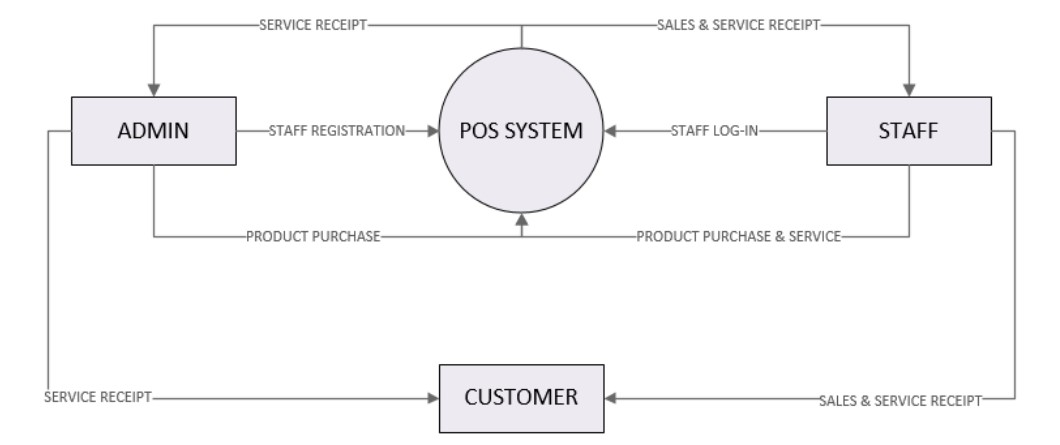 SERVICE RECEIPT
SALES & SERVICE RECEIPT
ADMIN
STAFF REGISTRATION
POS SYSTEM
STAFF LOG-IN
STAFF
PRODUCT PURCHASE
PRODUCT PURCHASE & SERVICE
SERVICE RECEIPT
CUSTOMER
SALES & SERVICE RECEIPT